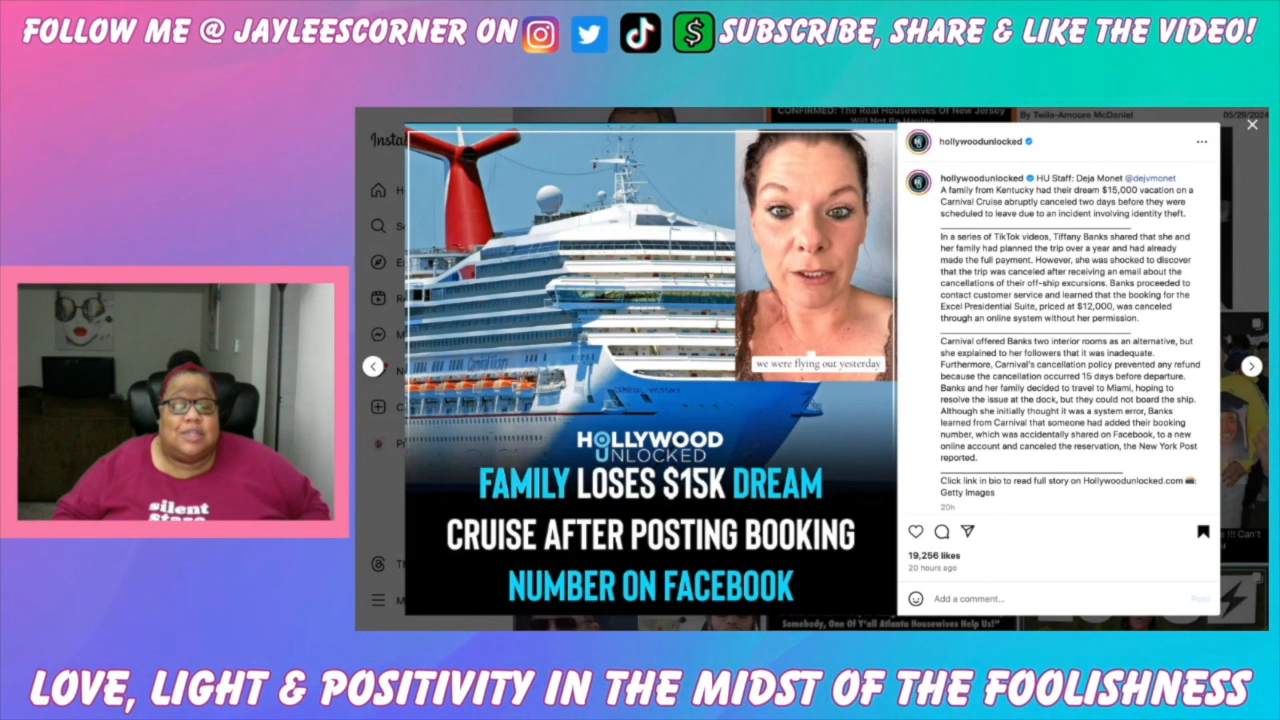 FOLLOW ME @ JAYLEESCORNER ON
SUBSCRIBE, SHARE & LIKE THE VIDEO!
CONFIRMED: The Real Housewives Of New Jersey
Will Not Be Having
By Twila-Amoure McDaniel
05/29/2024
Insta
hollywoodunlocked
hollywoodunlocked HU Staff: Deja Monet @dejvmonet
A family from Kentucky had their dream $15,000 vacation on a
Carnival Cruise abruptly canceled two days before they were
scheduled to leave due to an incident involving identity theft.
In a series of TikTok videos, Tiffany Banks shared that she and
her family had planned the trip over a year and had already
made the full payment. However, she was shocked to discover
that the trip was canceled after receiving an email about the
cancellations of their off-ship excursions. Banks proceeded to
contact customer service and learned that the booking for the
Excel Presidential Suite, priced at $12,000, was canceled
through an online system without her permission.
Carnival offered Banks two interior rooms as an alternative, but
she explained to her followers that it was inadequate.
Furthermore, Carnival's cancellation policy prevented any refund
because the cancellation occurred 15 days before departure.
Banks and her family decided to travel to Miami, hoping to
resolve the issue at the dock, but they could not board the ship.
Although she initially thought it was a system error, Banks
learned from Carnival that someone had added their booking
number, which was accidentally shared on Facebook, to a new
online account and canceled the reservation, the New York Post
reported.
Click link in bio to read full story on Hollywoodunlocked.com 📸:
Getty Images
20h
19,256 likes
20 hours ago
Add a comment...
Post
we were flying out yesterday
CARNIVAL VICTORY
HOLLYWOOD
UNLOCKED
FAMILY LOSES $15K DREAM
CRUISE AFTER POSTING BOOKING
NUMBER ON FACEBOOK
silent
Somebody, One Of Y'all Atlanta Housewives Help Us!"
LOVE, LIGHT & POSITIVITY IN THE MIDST OF THE FOOLISHNESS